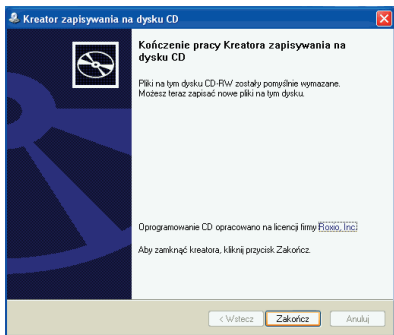 Kreator zapisywania na dysku CD
Kończenie pracy Kreatora zapisywania na
dysku CD
Pliki na tym dysku CD-RW zostały pomyślnie wymazane.
Możesz teraz zapisać nowe pliki na tym dysku.
Oprogramowanie CD opracowano na licencji firmy Roxio, Inc.
Aby zamknąć kreatora, kliknij przycisk Zakończ.
< Wstecz Zakończ Anuluj